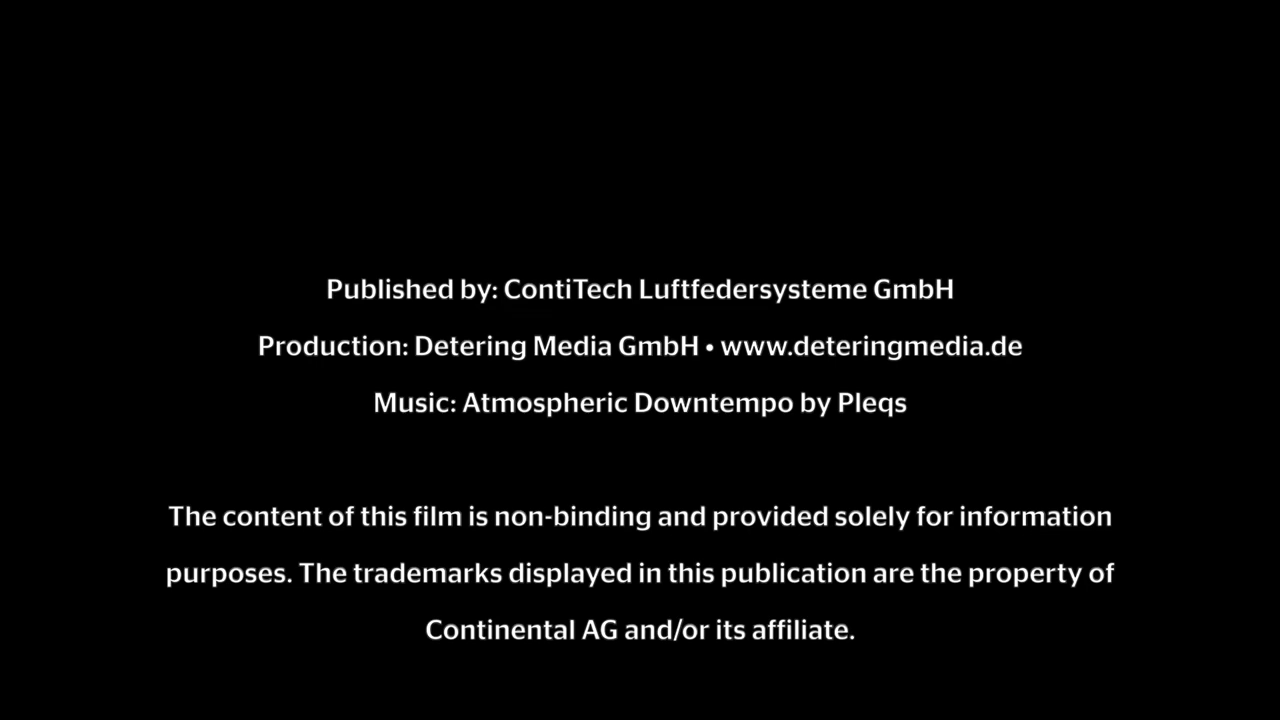 Published by: ContiTech Luftfedersysteme GmbH
Production: Detering Media GmbH • www.deteringmedia.de
Music: Atmospheric Downtempo by Pleqs
The content of this film is non-binding and provided solely for information
purposes. The trademarks displayed in this publication are the property of
Continental AG and/or its affiliate.